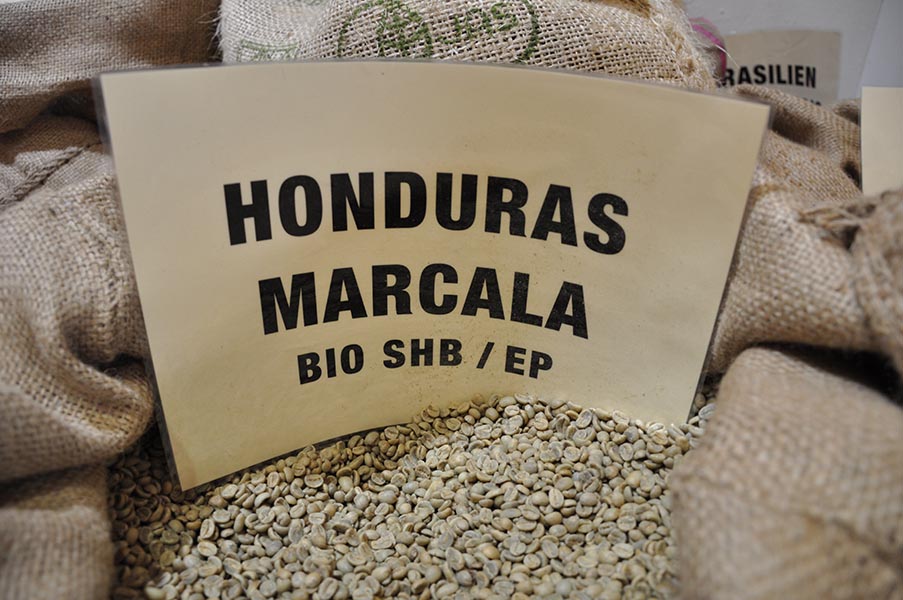 HONDURAS
MARCALA
BIO SHB / EP
RASILIEN